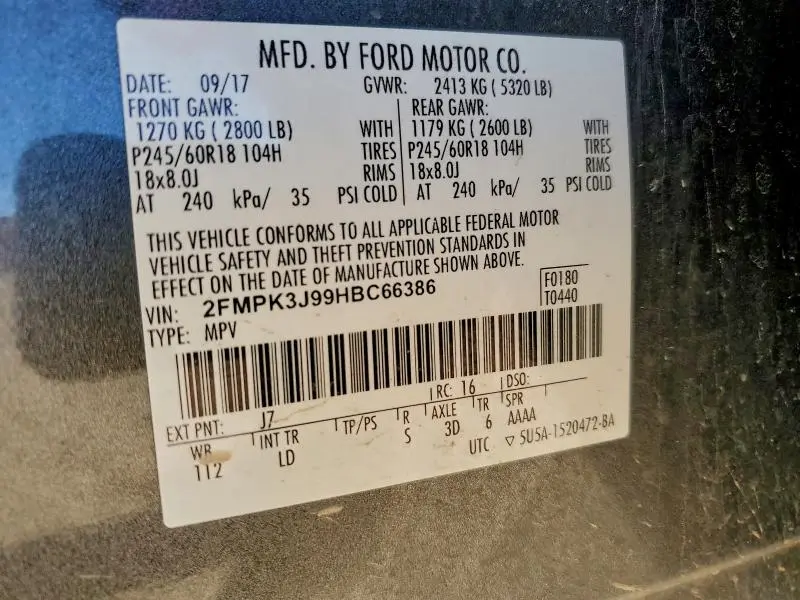 MFD. BY FORD MOTOR CO.
DATE: 09/17 GVWR: 2413 KG ( 5320 LB)
FRONT GAWR: REAR GAWR:
1270 KG ( 2800 LB) WITH 1179 KG ( 2600 LB) WITH
P245/60R18 104H TIRES P245/60R18 104H TIRES
18x8.0J RIMS 18x8.0J RIMS
AT 240 kPa/ 35 PSI COLD AT 240 kPa/ 35 PSI COLD
THIS VEHICLE CONFORMS TO ALL APPLICABLE FEDERAL MOTOR
VEHICLE SAFETY AND THEFT PREVENTION STANDARDS IN
EFFECT ON THE DATE OF MANUFACTURE SHOWN ABOVE.
VIN: 2FMPK3J99HBC66386 F0180
TYPE: MPV T0440
EXT PNT: J7 RC: 16 DSO:
WB INT TR TP/PS R AXLE TR SPR
112 LD S 3D 6 AAAA
UTC ▽ 5U5A-1520472-BA